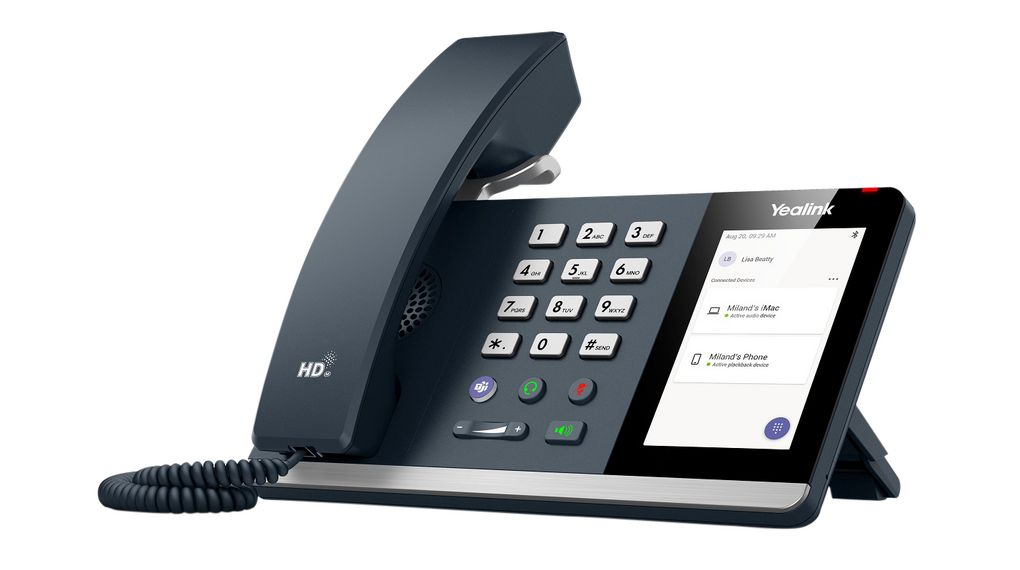 Yealink
Aug 20, 09:29 AM
LB Lisa Beatty
Connected Devices
Miland's iMac
Active audio device
Miland's Phone
Active plackback device
1 2 ABC 3 DEF
4 GHI 5 JKL 6 MNO
7 PQRS 8 TUV 9 WXYZ
*. 0 # SEND
- +
HD